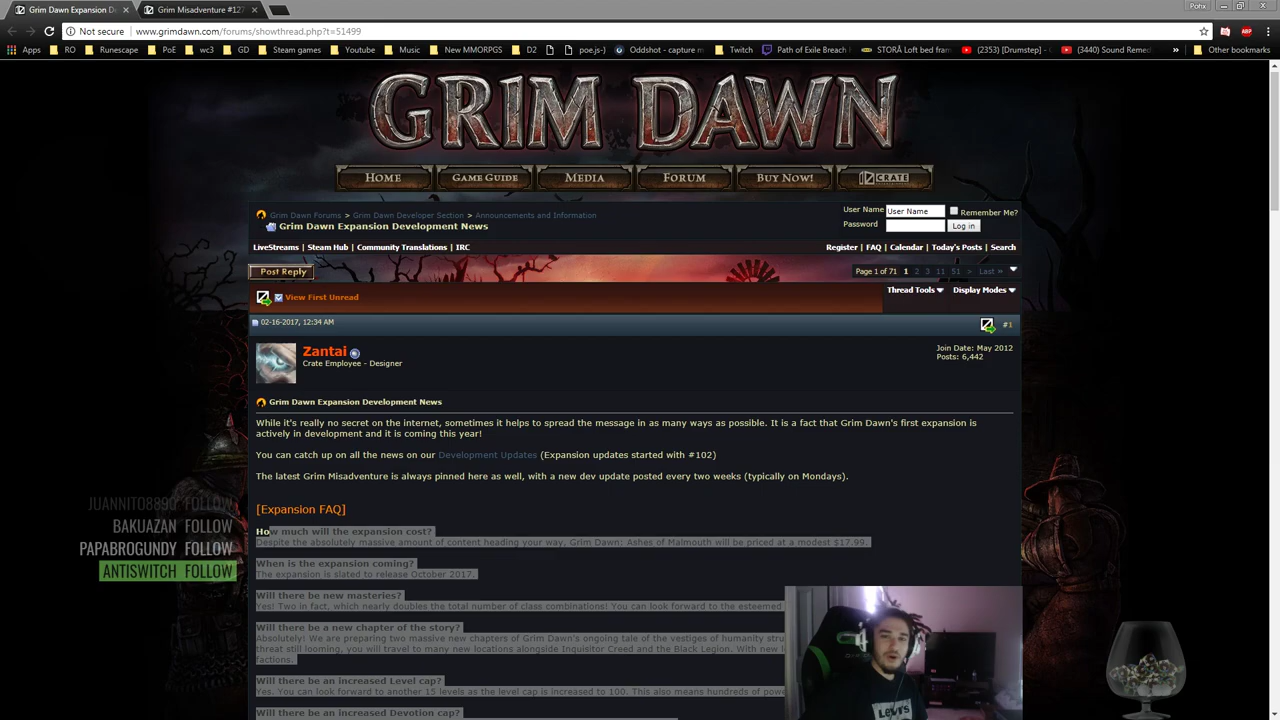 Grim Dawn Expansion D
Grim Misadventure #127
Pohx
Not secure www.grimdawn.com/forums/showthread.php?t=51499
Apps RO Runescape PoE wc3 GD Steam games Youtube Music New MMORPGS D2 poe.js-) Oddshot - capture m Twitch Path of Exile Breach STORÅ Loft bed fram (2353) [Drumstep] - (3440) Sound Remed » Other bookmarks
ABP
GRIM DAWN
HOME GAME GUIDE MEDIA FORUM BUY NOW! CRATE
Grim Dawn Forums > Grim Dawn Developer Section > Announcements and Information
Grim Dawn Expansion Development News
User Name User Name Remember Me?
Password Log in
LiveStreams | Steam Hub | Community Translations | IRC
Register | FAQ | Calendar | Today's Posts | Search
Post Reply
Page 1 of 71 1 2 3 11 51 > Last »
View First Unread
Thread Tools Display Modes
02-16-2017, 12:34 AM
#1
Zantai
Crate Employee - Designer
Join Date: May 2012
Posts: 6,442
Grim Dawn Expansion Development News
While it's really no secret on the internet, sometimes it helps to spread the message in as many ways as possible. It is a fact that Grim Dawn's first expansion is
actively in development and it is coming this year!
You can catch up on all the news on our Development Updates (Expansion updates started with #102)
The latest Grim Misadventure is always pinned here as well, with a new dev update posted every two weeks (typically on Mondays).
[Expansion FAQ]
How much will the expansion cost?
Despite the absolutely massive amount of content heading your way, Grim Dawn: Ashes of Malmouth will be priced at a modest $17.99.
When is the expansion coming?
The expansion is slated to release October 2017.
Will there be new masteries?
Yes! Two in fact, which nearly doubles the total number of class combinations! You can look forward to the esteemed
Will there be a new chapter of the story?
Absolutely! We are preparing two massive new chapters of Grim Dawn's ongoing tale of the vestiges of humanity stru
threat still looming, you will travel to many new locations alongside Inquisitor Creed and the Black Legion. With new l
factions.
Will there be an increased Level cap?
Yes. You can look forward to another 15 levels as the level cap is increased to 100. This also means hundreds of powe
Will there be an increased Devotion cap?
JUANNITO8890 FOLLOW
BAKUAZAN FOLLOW
PAPABROGUNDY FOLLOW
ANTISWITCH FOLLOW
LEVI'S